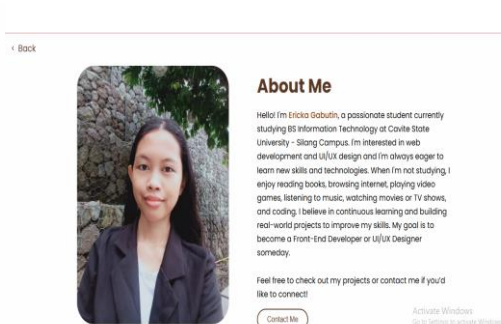 ‹ Back
About Me
Hello! I'm Ericka Gabutin, a passionate student currently
studying BS Information Technology at Cavite State
University - Silang Campus. I'm interested in web
development and UI/UX design and I'm always eager to
learn new skills and technologies. When I'm not studying, I
enjoy reading books, browsing internet, playing video
games, listening to music, watching movies or TV shows,
and coding. I believe in continuous learning and building
real-world projects to improve my skills. My goal is to
become a Front-End Developer or UI/UX Designer
someday.
Feel free to check out my projects or contact me if you'd
like to connect!
Contact Me
Activate Windows
Go to Settings to activate Windows